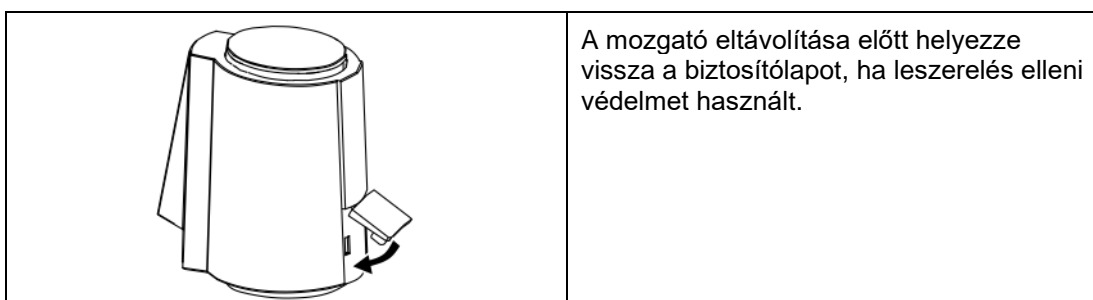 A mozgató eltávolítása előtt helyezze
vissza a biztosítólapot, ha leszerelés elleni
védelmet használt.